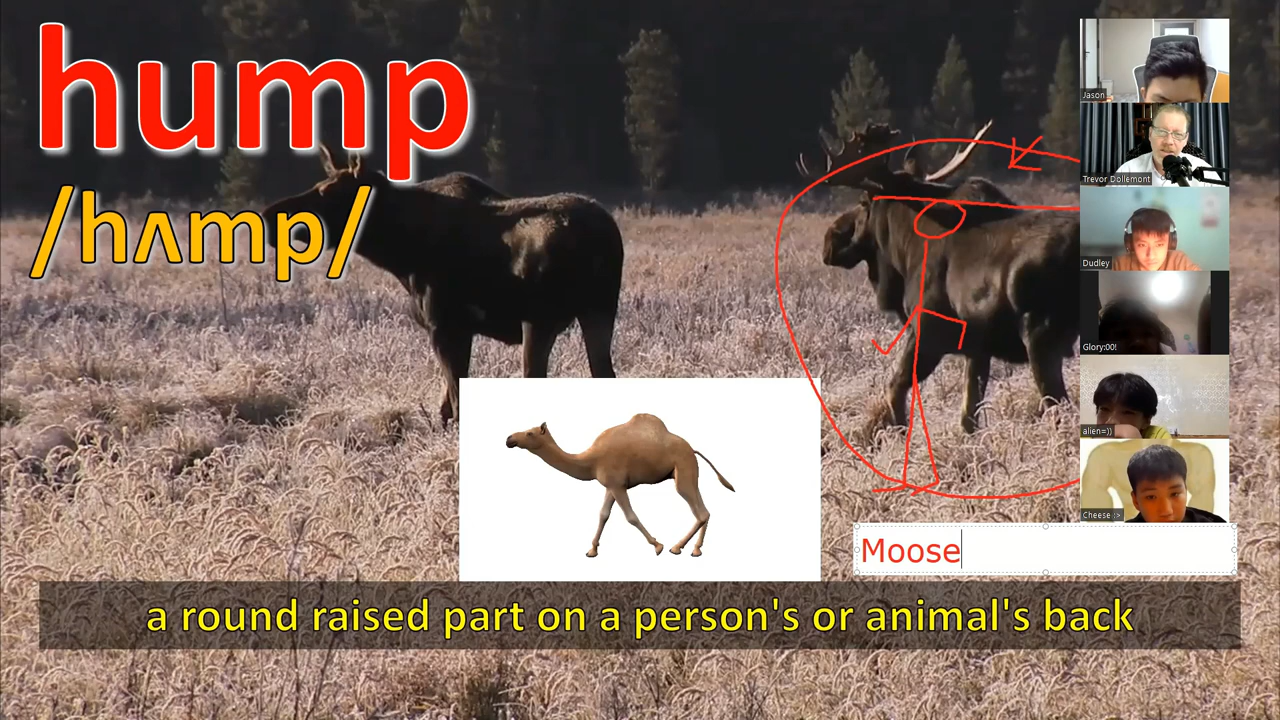 hump
/hʌmp/
Jason
Trevor Dollemont
Dudley
Glory:00!
alien=))
Cheese :>
Moose
a round raised part on a person's or animal's back